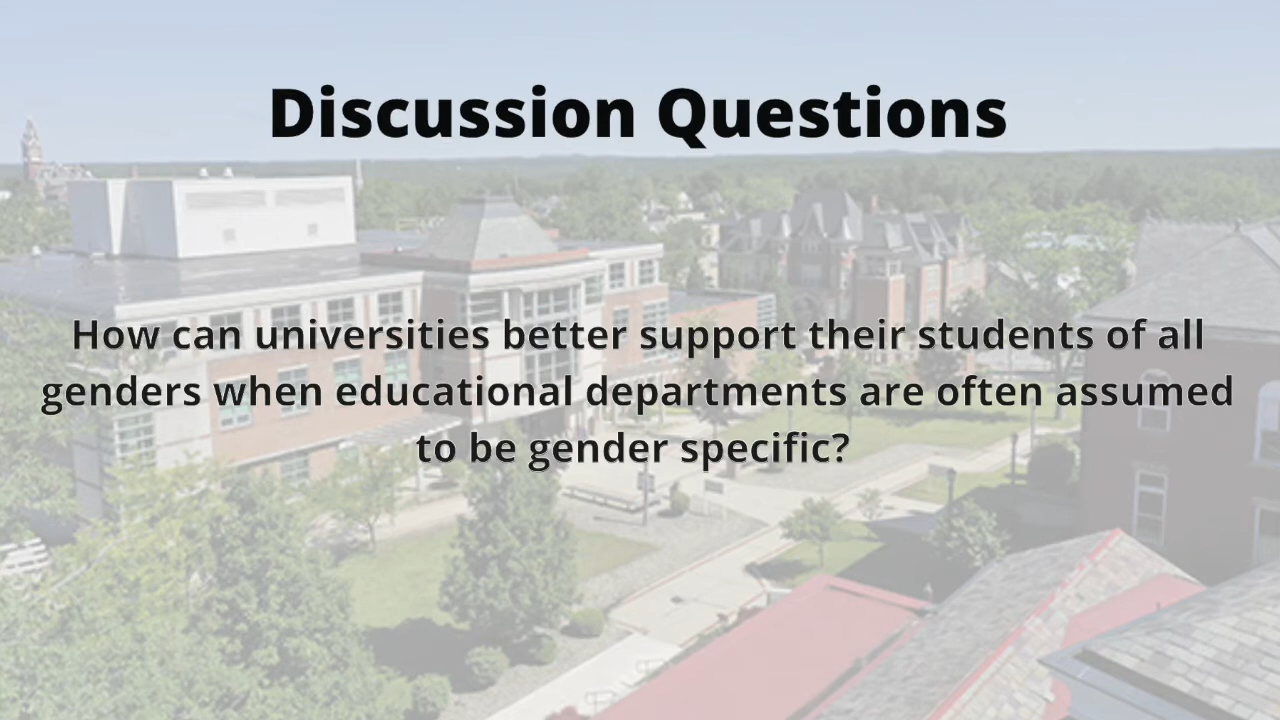 Discussion Questions
How can universities better support their students of all
genders when educational departments are often assumed
to be gender specific?